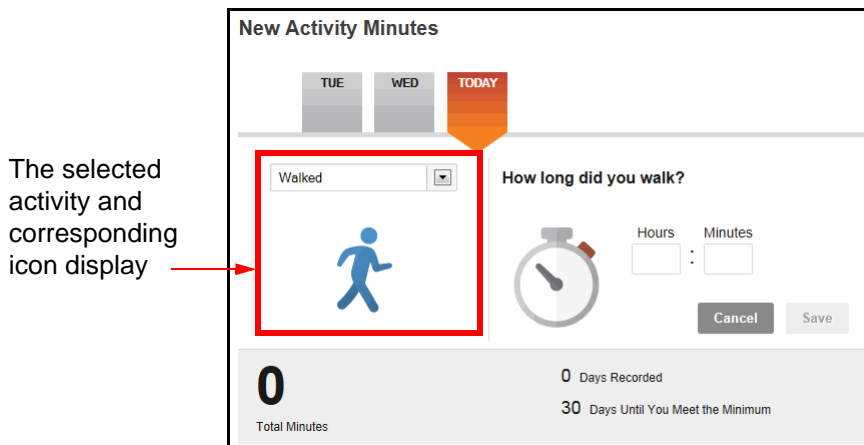 New Activity Minutes
TUE WED TODAY
The selected
activity and
corresponding
icon display
Walked
How long did you walk?
Hours Minutes
:
Cancel Save
0
Total Minutes
0 Days Recorded
30 Days Until You Meet the Minimum